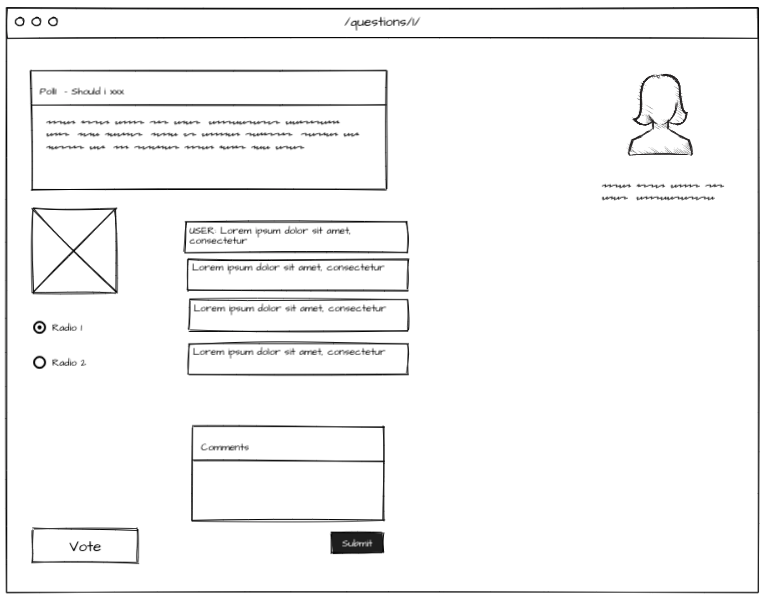 /questions/1/
Poll - Should i xxx
USER: Lorem ipsum dolor sit amet,
consectetur
Lorem ipsum dolor sit amet, consectetur
Lorem ipsum dolor sit amet, consectetur
Lorem ipsum dolor sit amet, consectetur
Radio 1
Radio 2
Comments
Vote
Submit